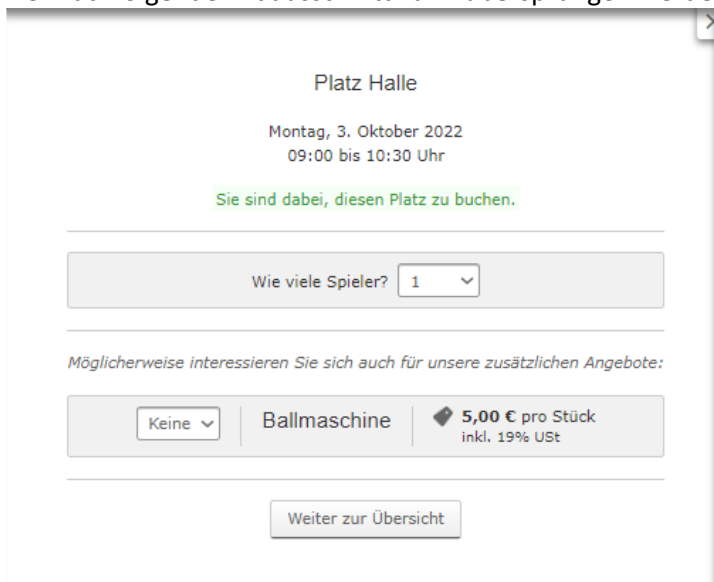 Platz Halle
Montag, 3. Oktober 2022
09:00 bis 10:30 Uhr
Sie sind dabei, diesen Platz zu buchen.
Wie viele Spieler? 1
Möglicherweise interessieren Sie sich auch für unsere zusätzlichen Angebote:
Keine Ballmaschine 5,00 € pro Stück
inkl. 19% USt
Weiter zur Übersicht